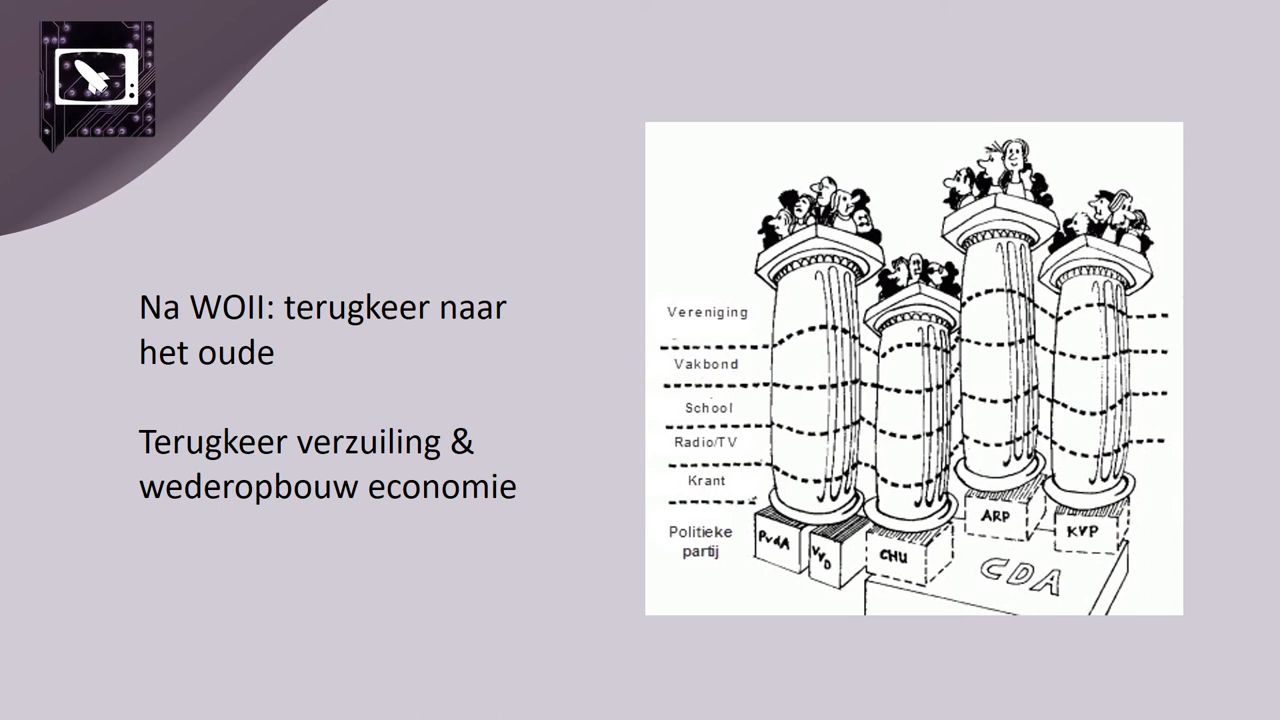 Na WOII: terugkeer naar
het oude
Terugkeer verzuiling &
wederopbouw economie
Vereniging
Vakbond
School
Radio/TV
Krant
Politieke
partij
PvdA
VVD
CHU
ARP
KVP
CDA